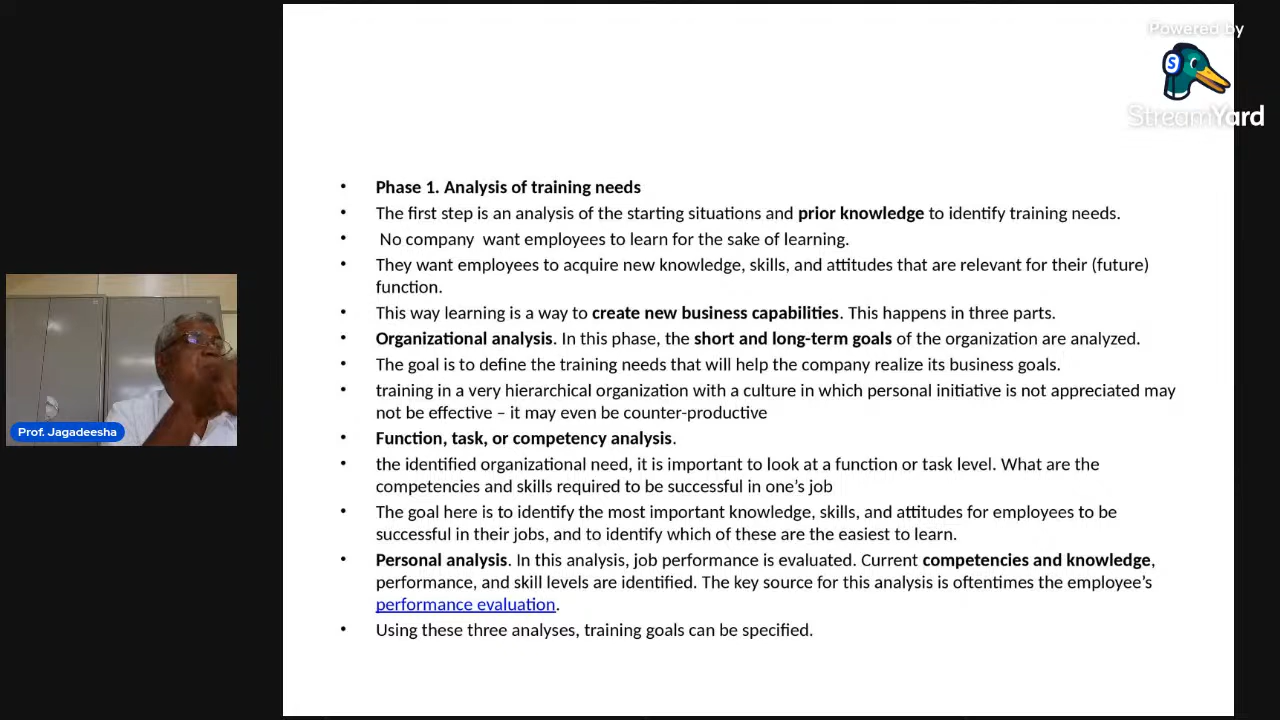 Powered by
StreamYard
• Phase 1. Analysis of training needs
• The first step is an analysis of the starting situations and prior knowledge to identify training needs.
• No company want employees to learn for the sake of learning.
• They want employees to acquire new knowledge, skills, and attitudes that are relevant for their (future)
function.
• This way learning is a way to create new business capabilities. This happens in three parts.
• Organizational analysis. In this phase, the short and long-term goals of the organization are analyzed.
• The goal is to define the training needs that will help the company realize its business goals.
• training in a very hierarchical organization with a culture in which personal initiative is not appreciated may
not be effective – it may even be counter-productive
• Function, task, or competency analysis.
• the identified organizational need, it is important to look at a function or task level. What are the
competencies and skills required to be successful in one's job
• The goal here is to identify the most important knowledge, skills, and attitudes for employees to be
successful in their jobs, and to identify which of these are the easiest to learn.
• Personal analysis. In this analysis, job performance is evaluated. Current competencies and knowledge,
performance, and skill levels are identified. The key source for this analysis is oftentimes the employee's
performance evaluation.
• Using these three analyses, training goals can be specified.
Prof. Jagadeesha